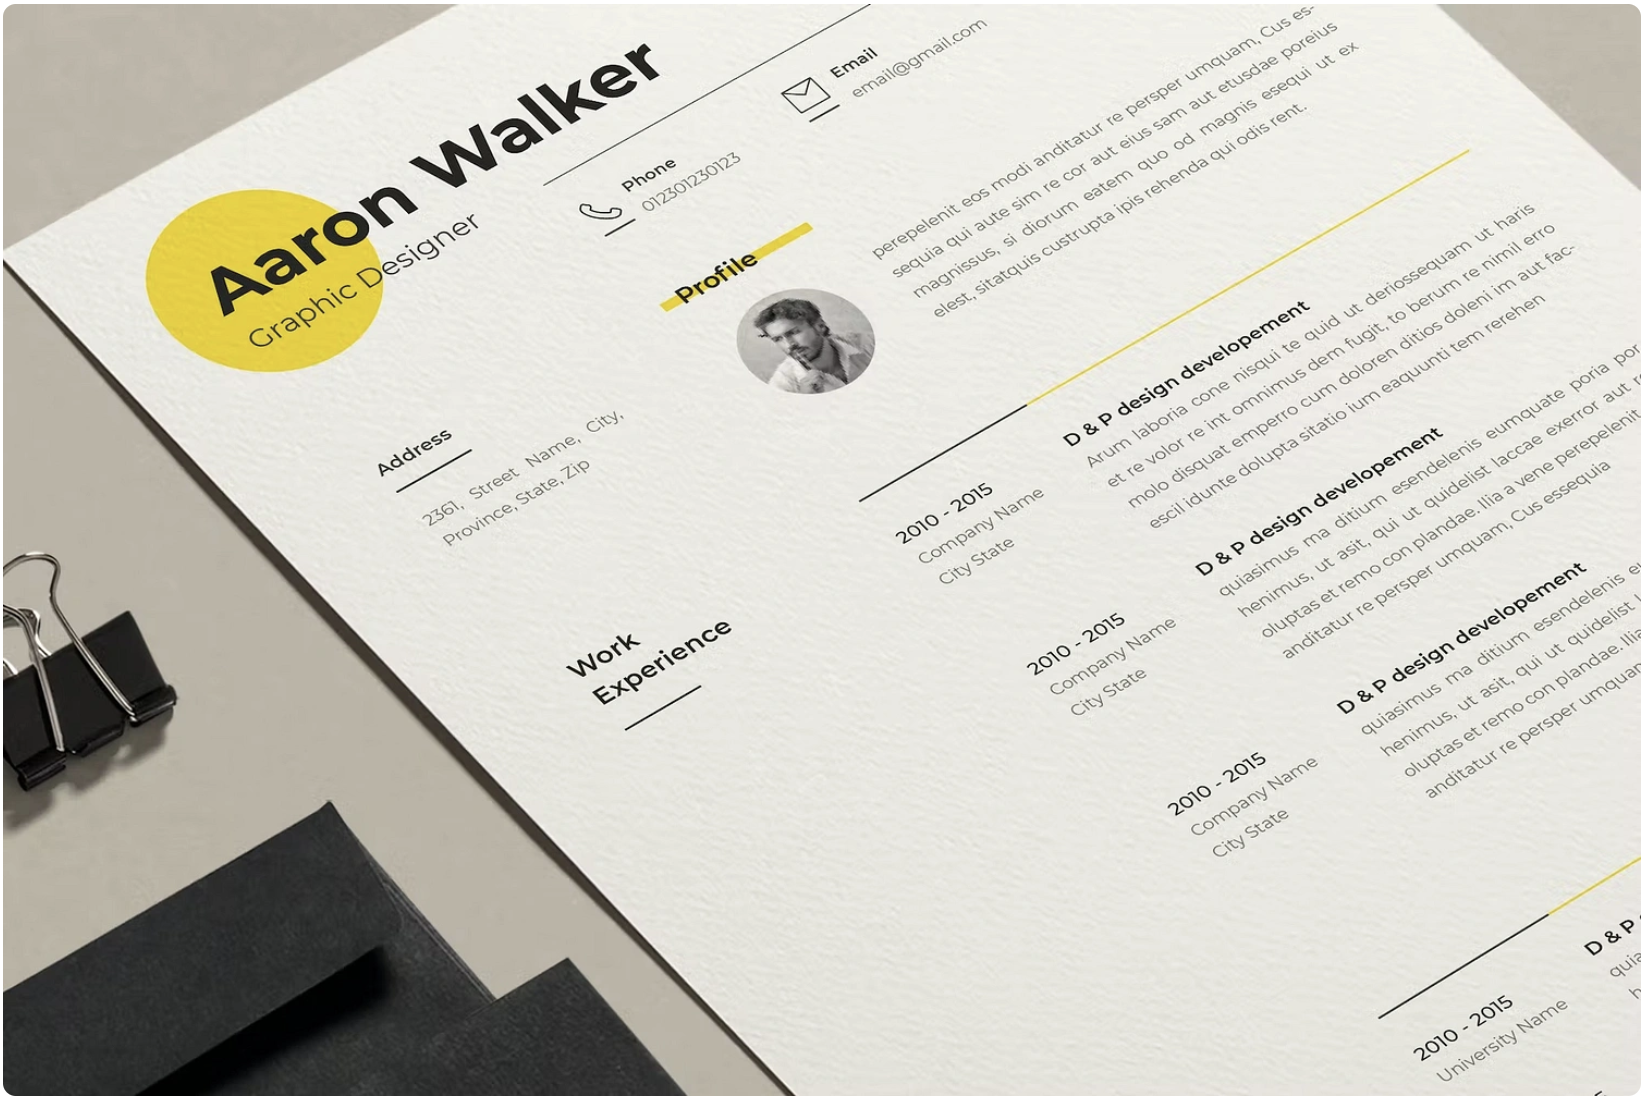 Aaron Walker
Graphic Designer
Phone
012301230123
Email
email@gmail.com
Address
2361, Street Name, City,
Province, State, Zip
Profile
perepelenit eos modi anditatur re persper umquam, Cus es-
sequia qui aute sim re cor aut eius sam aut etusdae poreius
magnissus, si diorum eatem quo od magnis esequi ut ex
elest, sitatquis custrupta ipis rehenda qui odis rent.
Work
Experience
2010 - 2015
Company Name
City State
D & P design developement
Arum laboria cone nisqui te quid ut deriossequam ut haris
et re volor re int omnimus dem fugit, to berum re nimil erro
molo disquat emperro cum doloren ditios doleni im aut fac-
escil idunte dolupta sitatio ium eaquunti tem rerehen
2010 - 2015
Company Name
City State
D & P design developement
quiasimus ma ditium esendelenis eumquate poria por
henimus, ut asit, qui ut quidelist laccae exerror aut
oluptas et remo con plandae. Ilia a vene perepelenit
anditatur re persper umquam, Cus essequia
2010 - 2015
Company Name
City State
D & P design developement
quiasimus ma ditium esendelenis
henimus, ut asit, qui ut quidelist
oluptas et remo con plandae. Ilia
anditatur re persper umquam
2010 - 2015
University Name
D & P